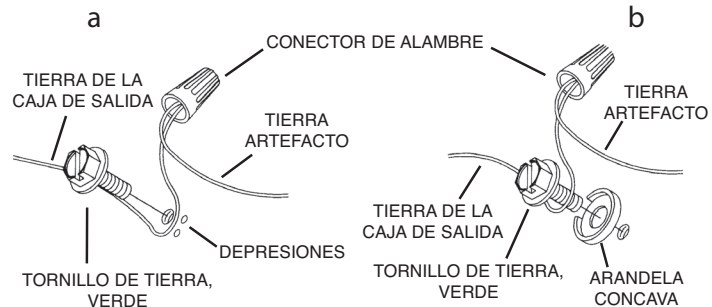 a
b
CONECTOR DE ALAMBRE
TIERRA DE LA
CAJA DE SALIDA
TIERRA
ARTEFACTO
DEPRESIONES
TORNILLO DE TIERRA,
VERDE
TIERRA
ARTEFACTO
TIERRA DE LA
CAJA DE SALIDA
TORNILLO DE TIERRA,
VERDE
ARANDELA
CONCAVA